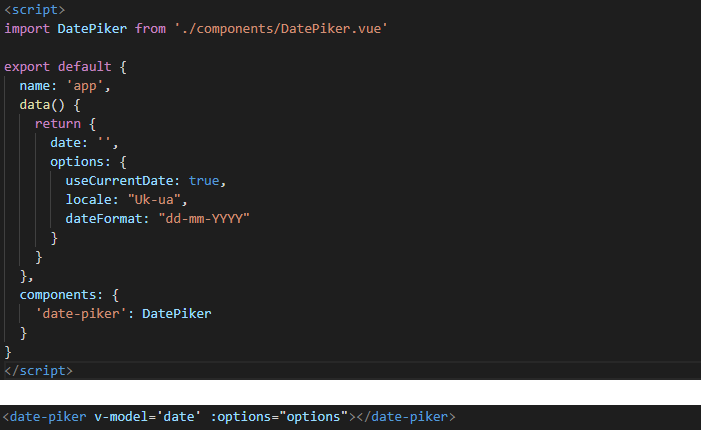 <script>
import DatePiker from './components/DatePiker.vue'
export default {
name: 'app',
data() {
return {
date: '',
options: {
useCurrentDate: true,
locale: "Uk-ua",
dateFormat: "dd-mm-YYYY"
}
}
},
components: {
'date-piker': DatePiker
}
}
</script>
<date-piker v-model='date' :options="options"></date-piker>